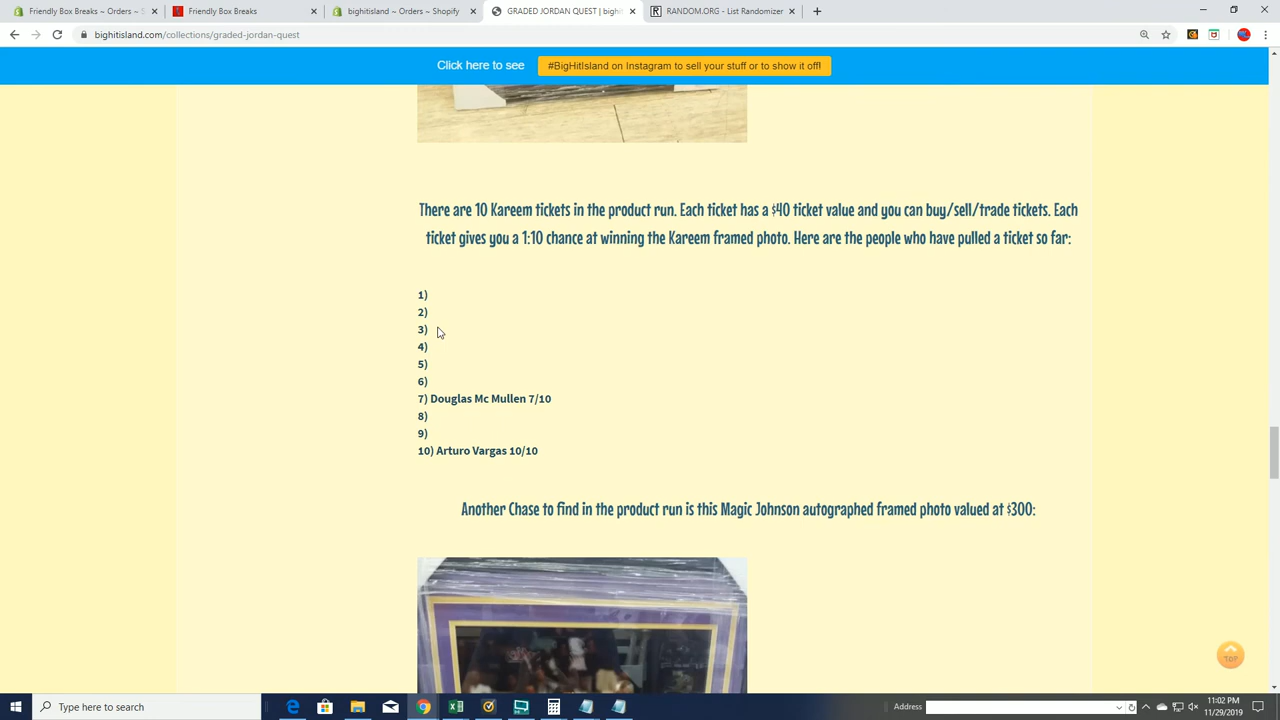 Friendly Box Breaks ~ Orders ~ S
Friendly Box Breaks
bighitisland ~ Orders ~ Shopify
GRADED JORDAN QUEST | bigh
RANDOM.ORG - List Randomizer
bighitisland.com/collections/graded-jordan-quest
Click here to see
#BigHitIsland on Instagram to sell your stuff or to show it off!
There are 10 Kareem tickets in the product run. Each ticket has a $40 ticket value and you can buy/sell/trade tickets. Each
ticket gives you a 1:10 chance at winning the Kareem framed photo. Here are the people who have pulled a ticket so far:
1)
2)
3)
4)
5)
6)
7) Douglas Mc Mullen 7/10
8)
9)
10) Arturo Vargas 10/10
Another Chase to find in the product run is this Magic Johnson autographed framed photo valued at $300:
TOP
Type here to search
Address
11:02 PM
11/29/2019